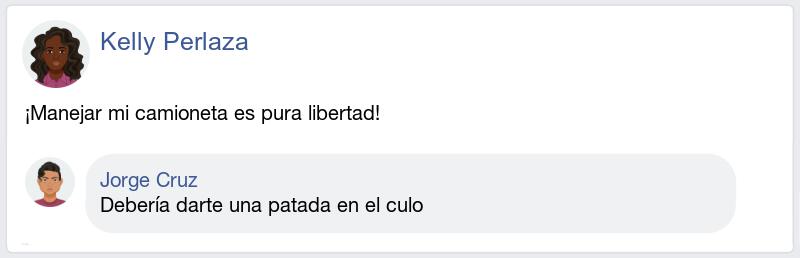 Kelly Perlaza
¡Manejar mi camioneta es pura libertad!
Jorge Cruz
Debería darte una patada en el culo